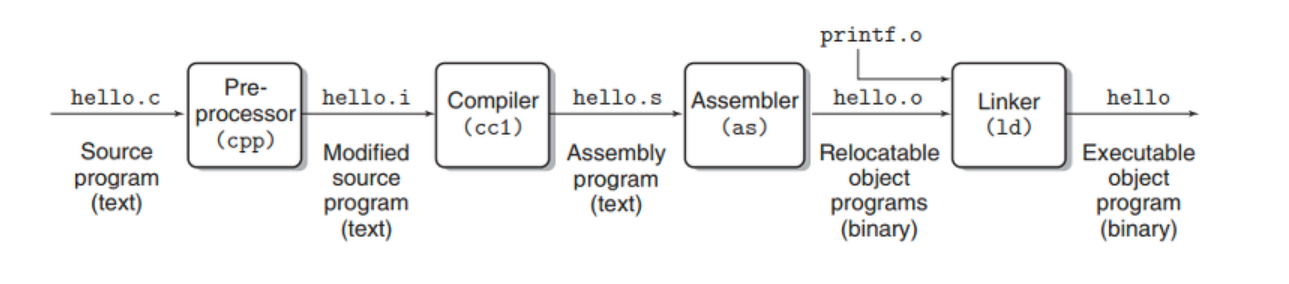 printf.o
hello.c
Pre-
processor
(cpp)
hello.i
Compiler
(cc1)
hello.s
Assembler
(as)
hello.o
Linker
(ld)
hello
Source
program
(text)
Modified
source
program
(text)
Assembly
program
(text)
Relocatable
object
programs
(binary)
Executable
object
program
(binary)